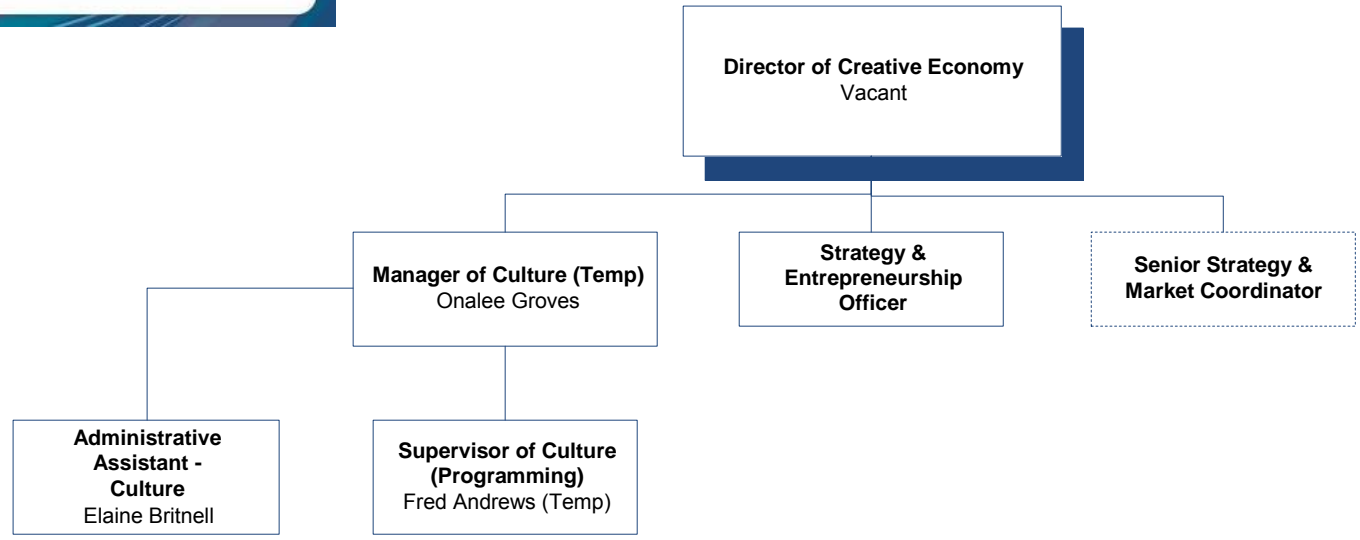 Director of Creative Economy
Vacant
Manager of Culture (Temp)
Onalee Groves
Strategy &
Entrepreneurship
Officer
Senior Strategy &
Market Coordinator
Administrative
Assistant -
Culture
Elaine Britnell
Supervisor of Culture
(Programming)
Fred Andrews (Temp)